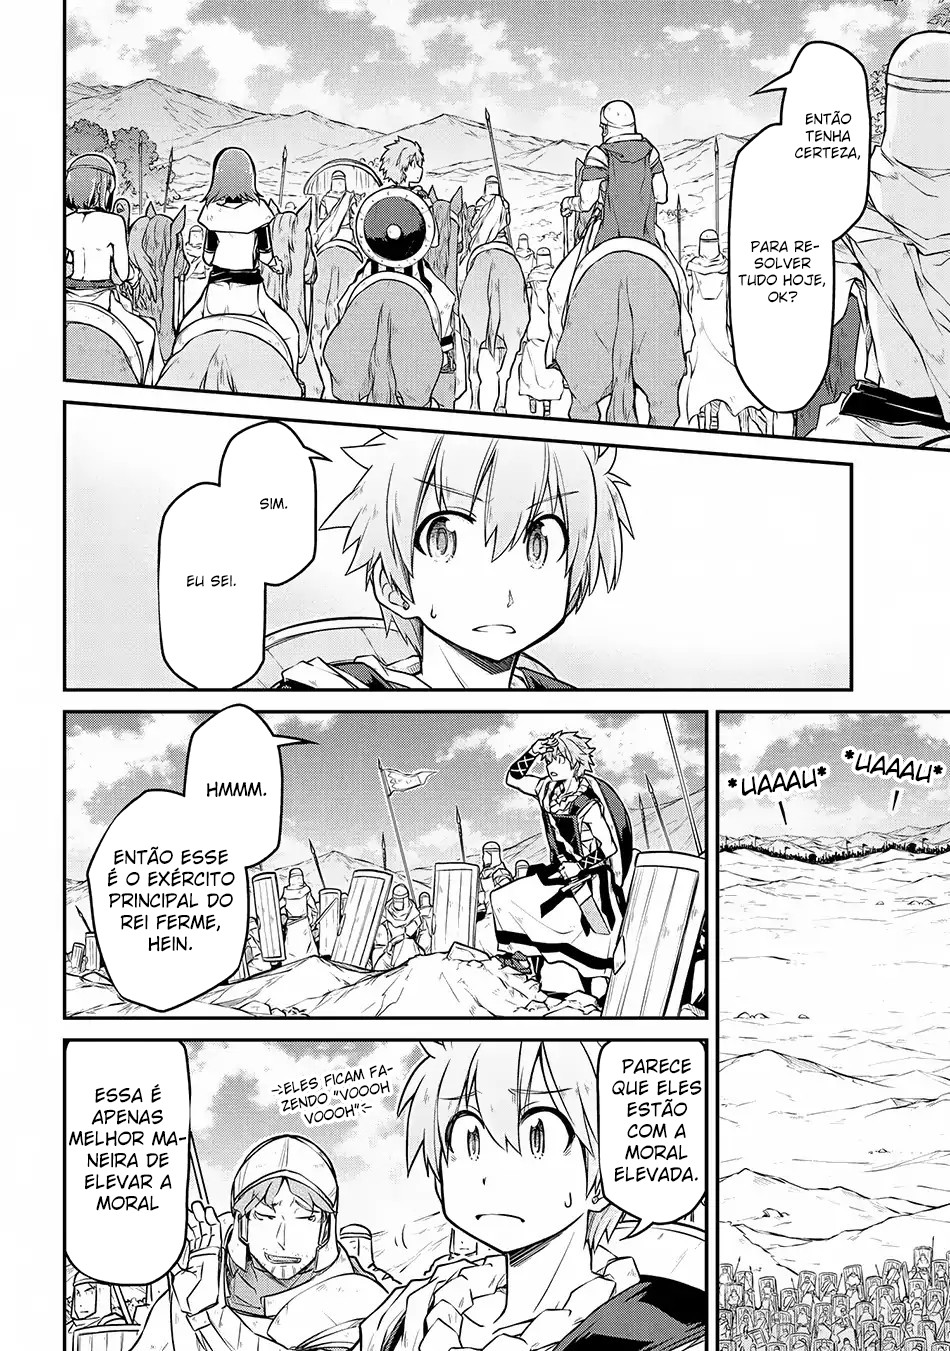 ENTÃO
TENHA
CERTEZA,
PARA RE-
SOLVER
TUDO HOJE,
OK?
SIM.
EU SEI.
*UAAAU*
*UAAAU*
HMMM.
ENTÃO ESSE
É O EXÉRCITO
PRINCIPAL DO
REI FERME,
HEIN.
PARECE
QUE ELES
ESTÃO
COM A
MORAL
ELEVADA.
ELES FICAM FA-
ZENDO "VOOOH
VOOOH"
ESSA É
APENAS
MELHOR MA-
NEIRA DE
ELEVAR A
MORAL